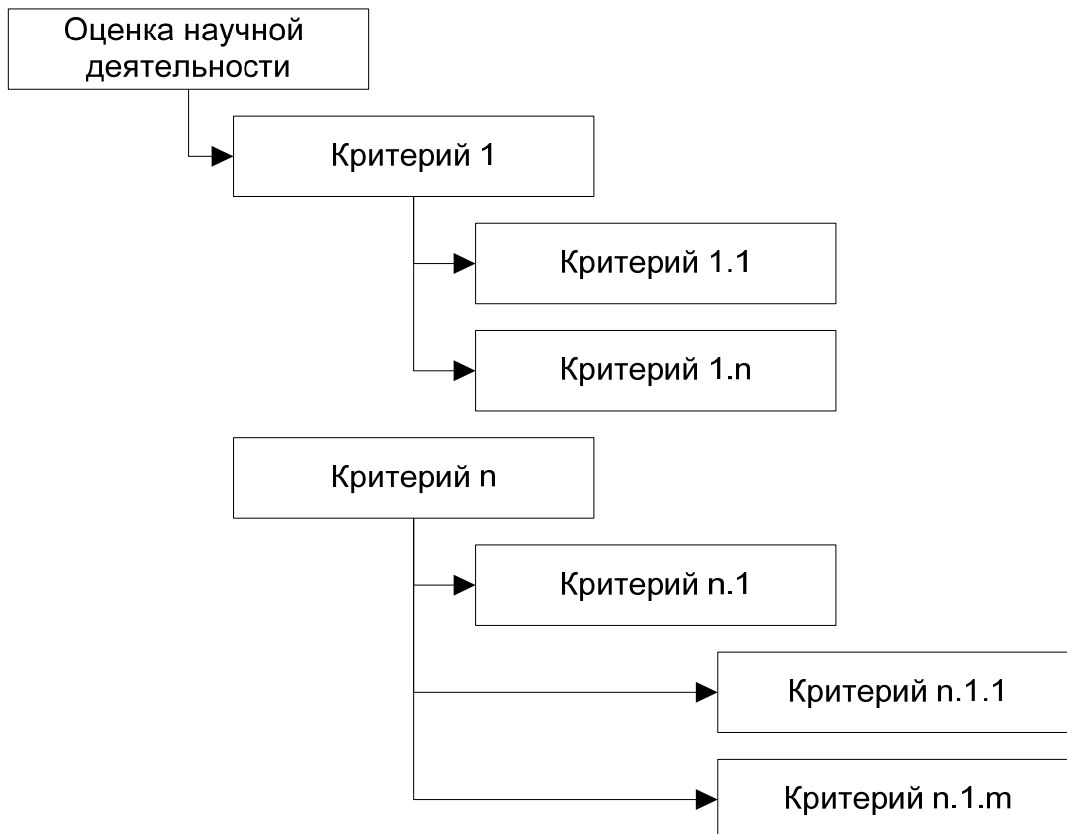 Оценка научной
деятельности
Критерий 1
Критерий 1.1
Критерий 1.n
Критерий n
Критерий n.1
Критерий n.1.1
Критерий n.1.m